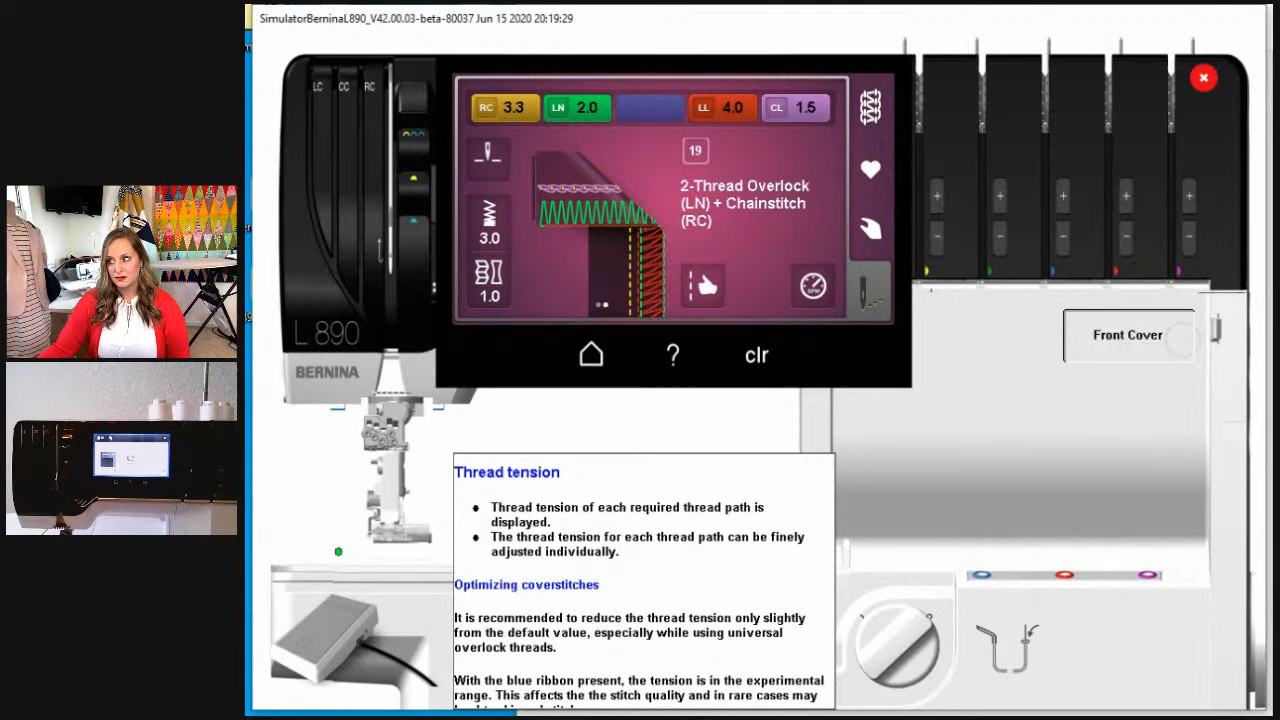 SimulatorBerninaL890_V42.00.03-beta-80037 Jun 15 2020 20:19:29
LC CC RC
RC 3.3 LN 2.0 LL 4.0 CL 1.5
19
2-Thread Overlock
(LN) + Chainstitch
(RC)
3.0
1.0
L 890
BERNINA
? clr
Front Cover
Thread tension
● Thread tension of each required thread path is
displayed.
● The thread tension for each thread path can be finely
adjusted individually.
Optimizing coverstitches
It is recommended to reduce the thread tension only slightly
from the default value, especially while using universal
overlock threads.
With the blue ribbon present, the tension is in the experimental
range. This affects the the stitch quality and in rare cases may